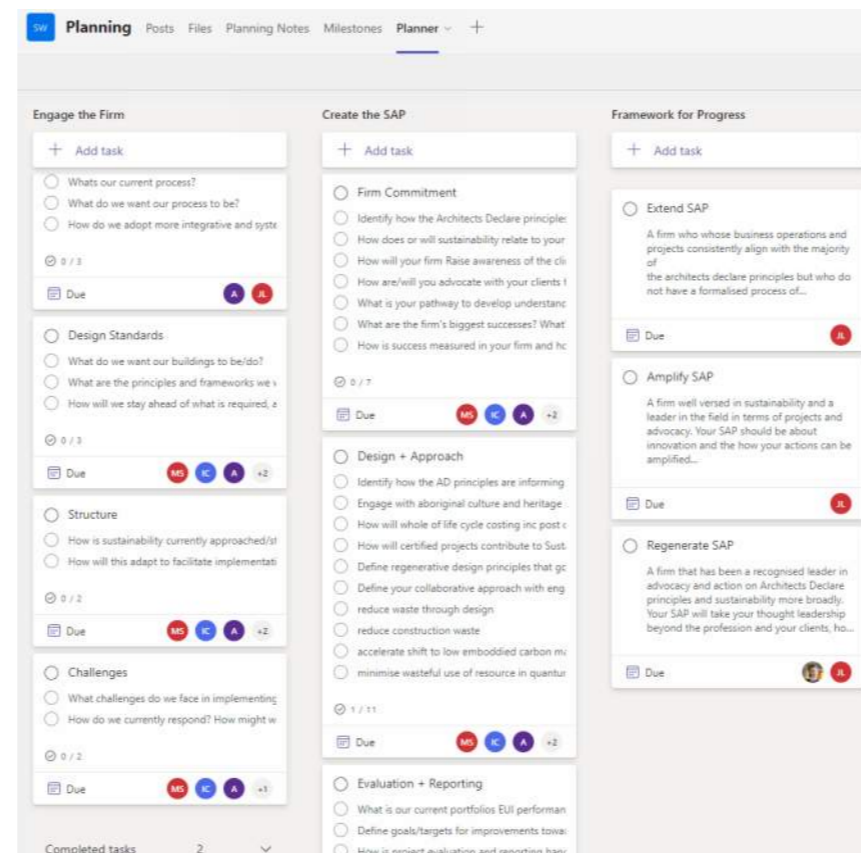 SW Planning Posts Files Planning Notes Milestones Planner
Engage the Firm
Add task
Whats our current process?
What do we want our process to be?
How do we adopt more integrative and syste
0 / 3
Due A JL
Design Standards
What do we want our buildings to be/do?
What are the principles and frameworks we
How will we stay ahead of what is required,
0 / 3
Due MS IC A +2
Structure
How is sustainability currently approached/st
How will this adapt to facilitate implementati
0 / 2
Due MS IC A +2
Challenges
What challenges do we face in implementing
How do we currently respond? How might w
0 / 2
Due MS IC A +1
Completed tasks 2
Create the SAP
Add task
Firm Commitment
Identify how the Architects Declare principles
How does or will sustainability relate to your
How will your firm Raise awareness of the cli
How are/will you advocate with your clients
What is your pathway to develop understanc
What are the firm's biggest successes? What
How is success measured in your firm and hc
0 / 7
Due MS IC A +2
Design + Approach
Identify how the AD principles are informing
Engage with aboriginal culture and heritage
How will whole of life cycle costing inc post
How will certified projects contribute to Sust
Define regenerative design principles that gc
Define your collaborative approach with eng
reduce waste through design
reduce construction waste
accelerate shift to low emboddied carbon
minimise wasteful use of resource in quantur
1 / 11
Due MS IC A +2
Evaluation + Reporting
What is our current portfolios EUI performan
Define goals/targets for improvements towa
How is project evaluation and reporting
Framework for Progress
Add task
Extend SAP
A firm who whose business operations and
projects consistently align with the majority
of
the architects declare principles but who do
not have a formalised process of...
Due JL
Amplify SAP
A firm well versed in sustainability and a
leader in the field in terms of projects and
advocacy. Your SAP should be about
innovation and the how your actions can be
amplified...
Due JL
Regenerate SAP
A firm that has been a recognised leader in
advocacy and action on Architects Declare
principles and sustainability more broadly.
Your SAP will take your thought leadership
beyond the profession and your clients, ho...
Due JL